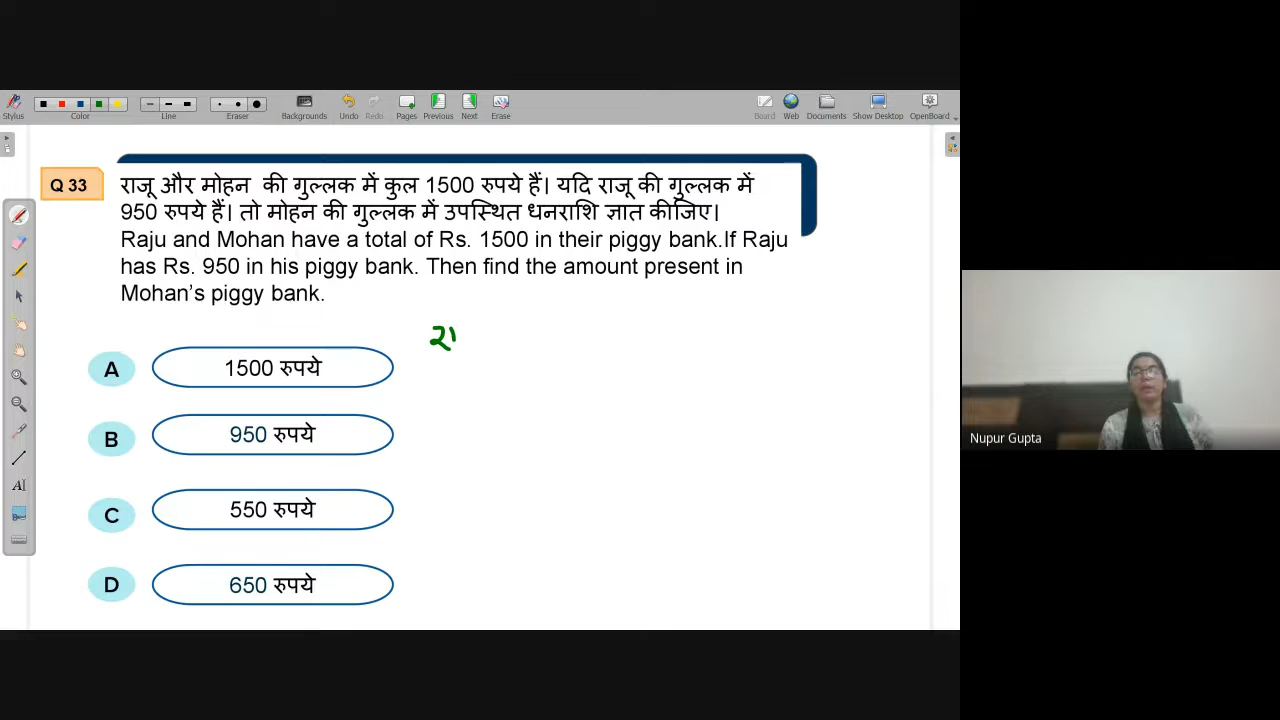 Stylus
Color
Line
Eraser
Backgrounds
Undo
Redo
Pages
Previous
Next
Erase
Board
Web
Documents
Show Desktop
OpenBoard
Q 33
राजू और मोहन की गुल्लक में कुल 1500 रुपये हैं। यदि राजू की गुल्लक में
950 रुपये हैं। तो मोहन की गुल्लक में उपस्थित धनराशि ज्ञात कीजिए।
Raju and Mohan have a total of Rs. 1500 in their piggy bank.If Raju
has Rs. 950 in his piggy bank. Then find the amount present in
Mohan's piggy bank.
A
1500 रुपये
B
950 रुपये
C
550 रुपये
D
650 रुपये
Nupur Gupta